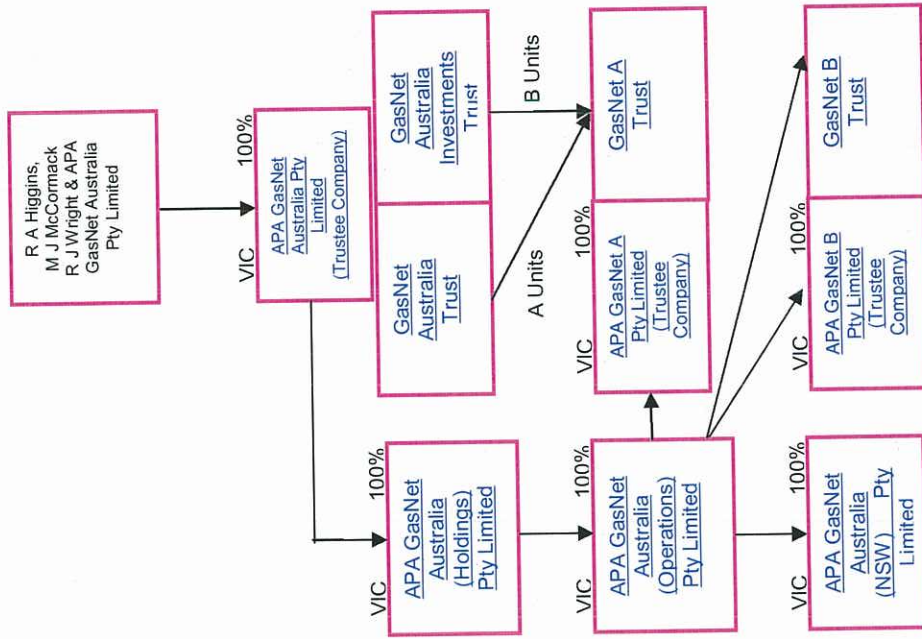 R A Higgins,
M J McCormack
R J Wright & APA
GasNet Australia
Pty Limited
VIC 100%
APA GasNet
Australia Pty
Limited
(Trustee Company)
GasNet
Australia
Trust
GasNet
Australia
Investments
Trust
A Units
B Units
VIC 100%
APA GasNet
Australia
(Holdings)
Pty Limited
VIC 100%
APA GasNet
Australia
(Operations)
Pty Limited
VIC 100%
APA GasNet A
Pty Limited
(Trustee
Company)
GasNet A
Trust
VIC 100%
APA GasNet
Australia
(NSW) Pty
Limited
VIC 100%
APA GasNet B
Pty Limited
(Trustee
Company)
GasNet B
Trust